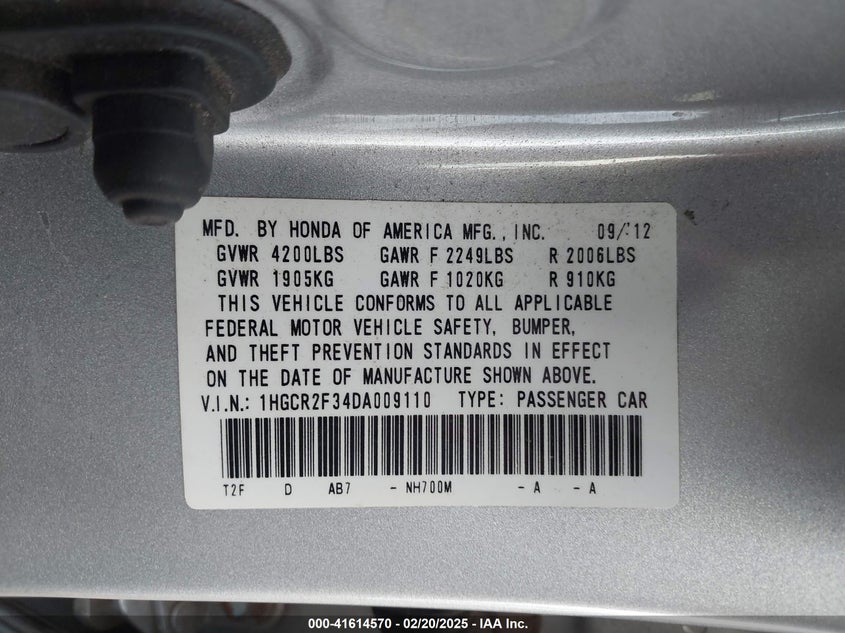 MFD. BY HONDA OF AMERICA MFG., INC. 09/12
GVWR 4200LBS GAWR F 2249LBS R 2006LBS
GVWR 1905KG GAWR F 1020KG R 910KG
THIS VEHICLE CONFORMS TO ALL APPLICABLE
FEDERAL MOTOR VEHICLE SAFETY, BUMPER,
AND THEFT PREVENTION STANDARDS IN EFFECT
ON THE DATE OF MANUFACTURE SHOWN ABOVE.
V.I.N.: 1HGCR2F34DA009110 TYPE: PASSENGER CAR
T2F D AB7 - NH700M - A - A
000-41614570 / 02/20/2025 - IAA Inc.